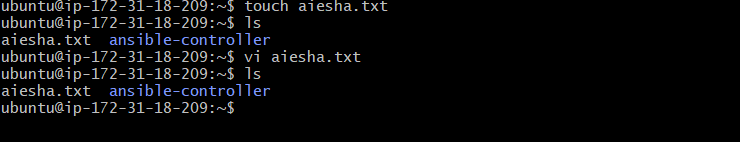 ubuntu@ip-172-31-18-209:~$ touch aiesha.txt
ubuntu@ip-172-31-18-209:~$ ls
aiesha.txt  ansible-controller
ubuntu@ip-172-31-18-209:~$ vi aiesha.txt
ubuntu@ip-172-31-18-209:~$ ls
aiesha.txt  ansible-controller
ubuntu@ip-172-31-18-209:~$